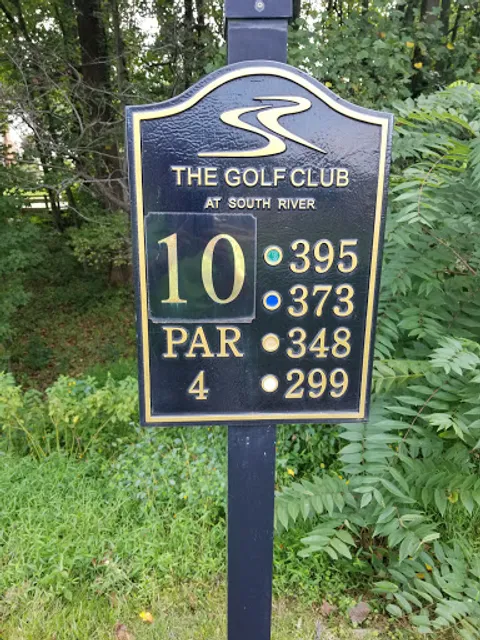 THE GOLF CLUB
AT SOUTH RIVER
10
PAR
4
395
373
348
299